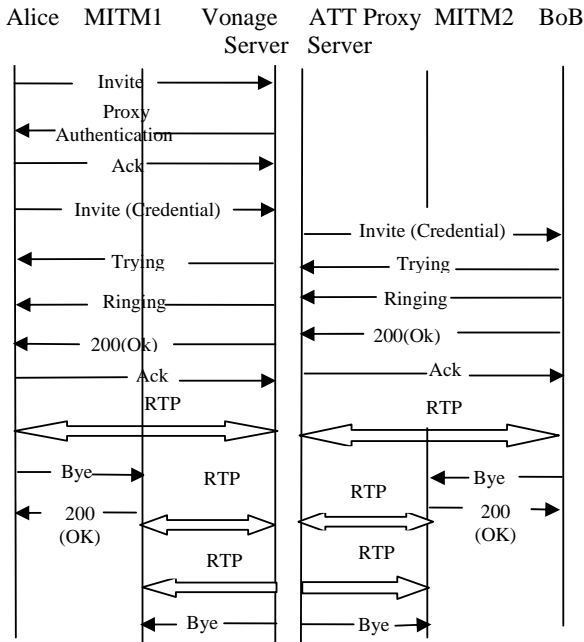 Alice MITM1 Vonage ATT Proxy MITM2 BoB
Server Server
Invite
Proxy
Authentication
Ack
Invite (Credential)
Invite (Credential)
Trying
Trying
Ringing
Ringing
200(Ok)
200(Ok)
Ack
Ack
RTP
RTP
Bye
RTP
Bye
200
(OK)
RTP
200
(OK)
RTP
RTP
Bye
Bye